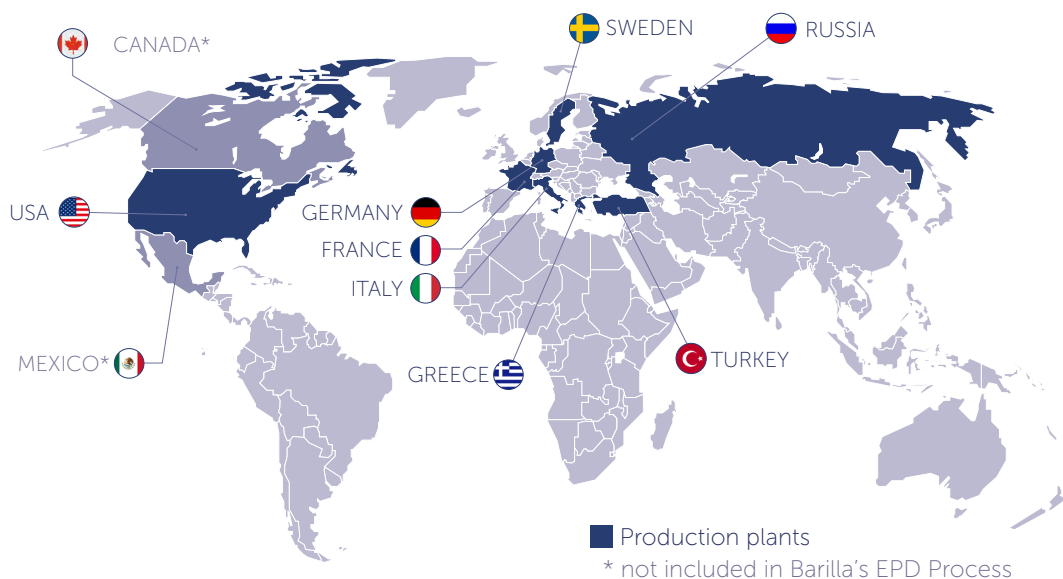 SWEDEN
RUSSIA
CANADA*
USA
GERMANY
FRANCE
ITALY
MEXICO*
GREECE
TURKEY
Production plants
* not included in Barilla's EPD Process